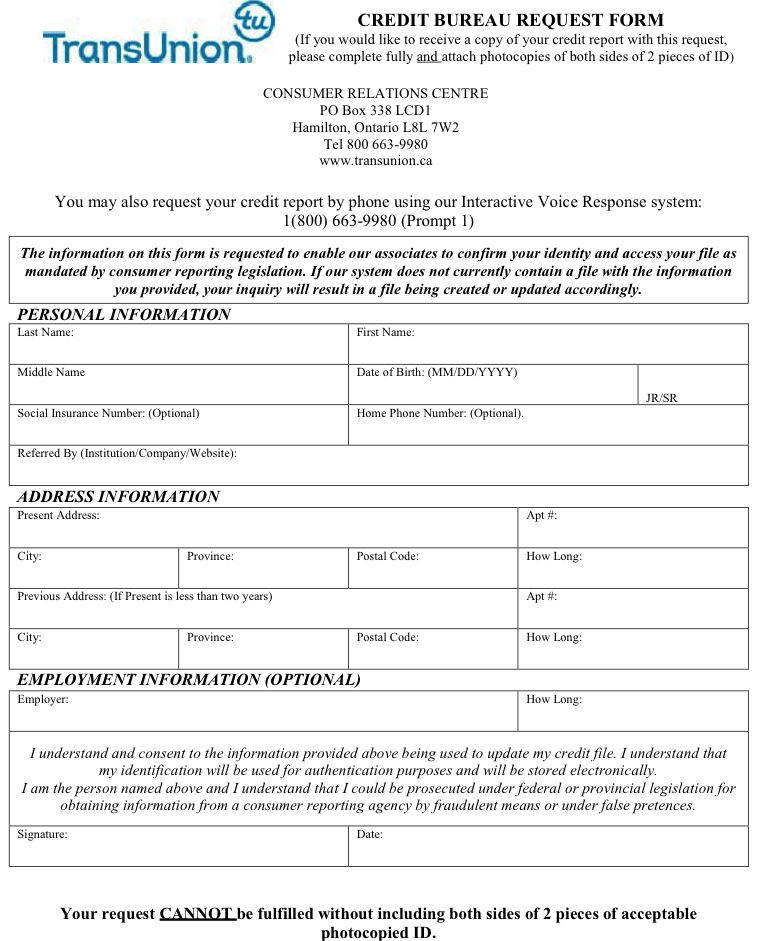 tu
TransUnion®
CREDIT BUREAU REQUEST FORM
(If you would like to receive a copy of your credit report with this request,
please complete fully and attach photocopies of both sides of 2 pieces of ID)
CONSUMER RELATIONS CENTRE
PO Box 338 LCD1
Hamilton, Ontario L8L 7W2
Tel 800 663-9980
www.transunion.ca
You may also request your credit report by phone using our Interactive Voice Response system:
1(800) 663-9980 (Prompt 1)
The information on this form is requested to enable our associates to confirm your identity and access your file as
mandated by consumer reporting legislation. If our system does not currently contain a file with the information
you provided, your inquiry will result in a file being created or updated accordingly.
PERSONAL INFORMATION
Last Name: First Name:
Middle Name Date of Birth: (MM/DD/YYYY)
JR/SR
Social Insurance Number: (Optional) Home Phone Number: (Optional).
Referred By (Institution/Company/Website):
ADDRESS INFORMATION
Present Address: Apt #:
City: Province: Postal Code: How Long:
Previous Address: (If Present is less than two years) Apt #:
City: Province: Postal Code: How Long:
EMPLOYMENT INFORMATION (OPTIONAL)
Employer: How Long:
I understand and consent to the information provided above being used to update my credit file. I understand that
my identification will be used for authentication purposes and will be stored electronically.
I am the person named above and I understand that I could be prosecuted under federal or provincial legislation for
obtaining information from a consumer reporting agency by fraudulent means or under false pretences.
Signature: Date:
Your request CANNOT be fulfilled without including both sides of 2 pieces of acceptable
photocopied ID.